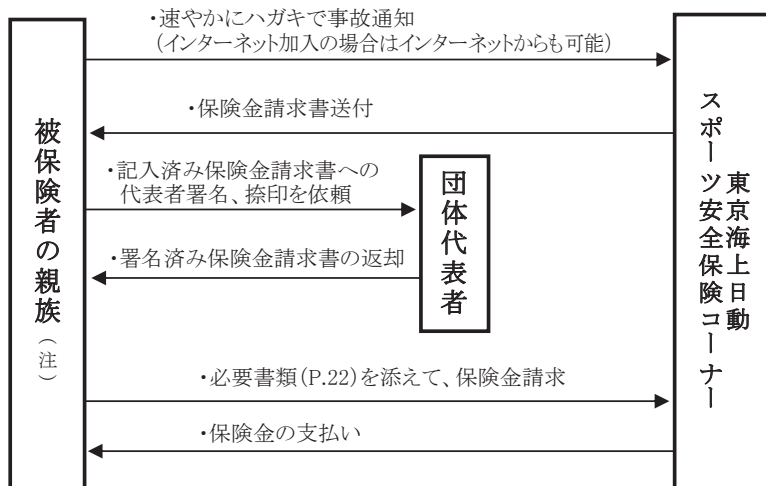 ・速やかにハガキで事故通知
(インターネット加入の場合はインターネットからも可能)
・保険金請求書送付
・記入済み保険金請求書への
代表者署名、捺印を依頼
・署名済み保険金請求書の返却
・必要書類(P.22)を添えて、保険金請求
・保険金の支払い
被保険者の親族(注)
団体代表者
東京海上日動
スポーツ安全保険コーナー